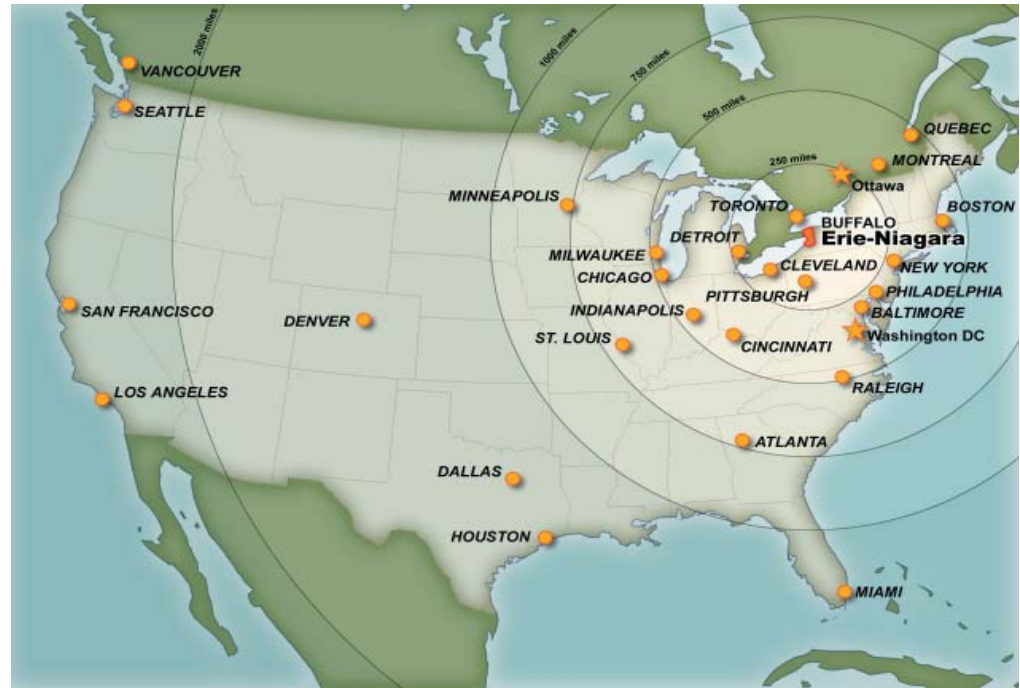 2000 miles
1000 miles
750 miles
500 miles
250 miles
VANCOUVER
SEATTLE
QUEBEC
MONTREAL
Ottawa
MINNEAPOLIS
TORONTO
BOSTON
BUFFALO
Erie-Niagara
DETROIT
MILWAUKEE
CLEVELAND
NEW YORK
CHICAGO
PITTSBURGH
PHILADELPHIA
SAN FRANCISCO
DENVER
INDIANAPOLIS
BALTIMORE
ST. LOUIS
CINCINNATI
Washington DC
LOS ANGELES
RALEIGH
ATLANTA
DALLAS
HOUSTON
MIAMI